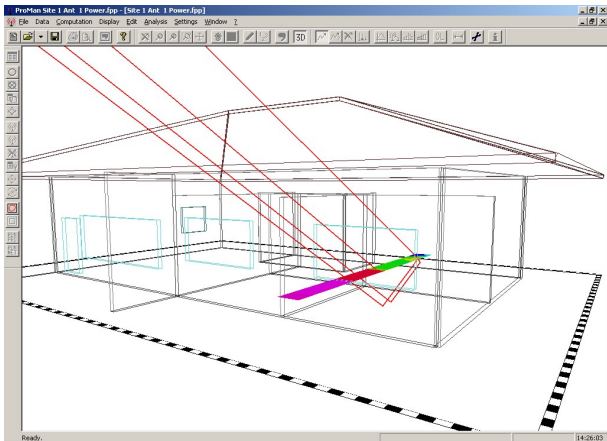 ProMan Site 1 Ant 1 Power.fpp - [Site 1 Ant 1 Power.fpp]
File Data Computation Display Edit Analysis Settings Window ?
3D
Ready.
14:26:03